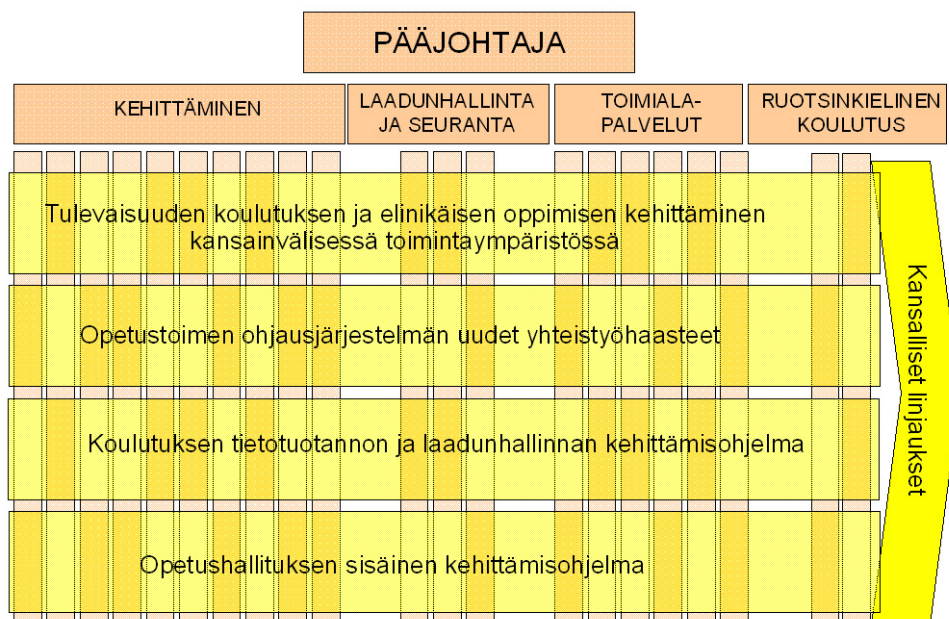 PÄÄJOHTAJA
KEHITTÄMINEN
LAADUNHALLINTA
JA SEURANTA
TOIMIALA-
PALVELUT
RUOTSINKIELINEN
KOULUTUS
Tulevaisuuden koulutuksen ja elinikäisen oppimisen kehittäminen
kansainvälisessä toimintaympäristössä
Opetustoimen ohjausjärjestelmän uudet yhteistyöhaasteet
Koulutuksen tietotuotannon ja laadunhallinnan kehittämisohjelma
Opetushallituksen sisäinen kehittämisohjelma
Kansalliset linjaukset